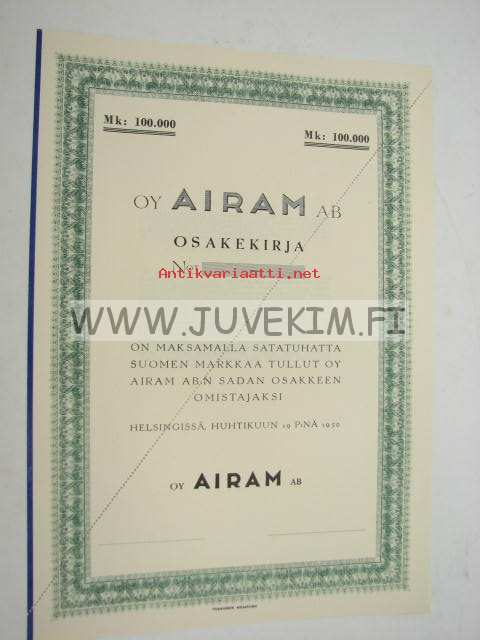 Mk: 100.000
Mk: 100.000
OY AIRAM AB
OSAKEKIRJA
Antikvariaatti.net
WWW.JUVEKIM.FI
ON MAKSAMALLA SATATUHATTA
SUOMEN MARKKAA TULLUT OY
AIRAM AB:N SADAN OSAKKEEN
OMISTAJAKSI
HELSINGISSÄ, HUHTIKUUN 19 P:NÄ 1950
OY AIRAM AB